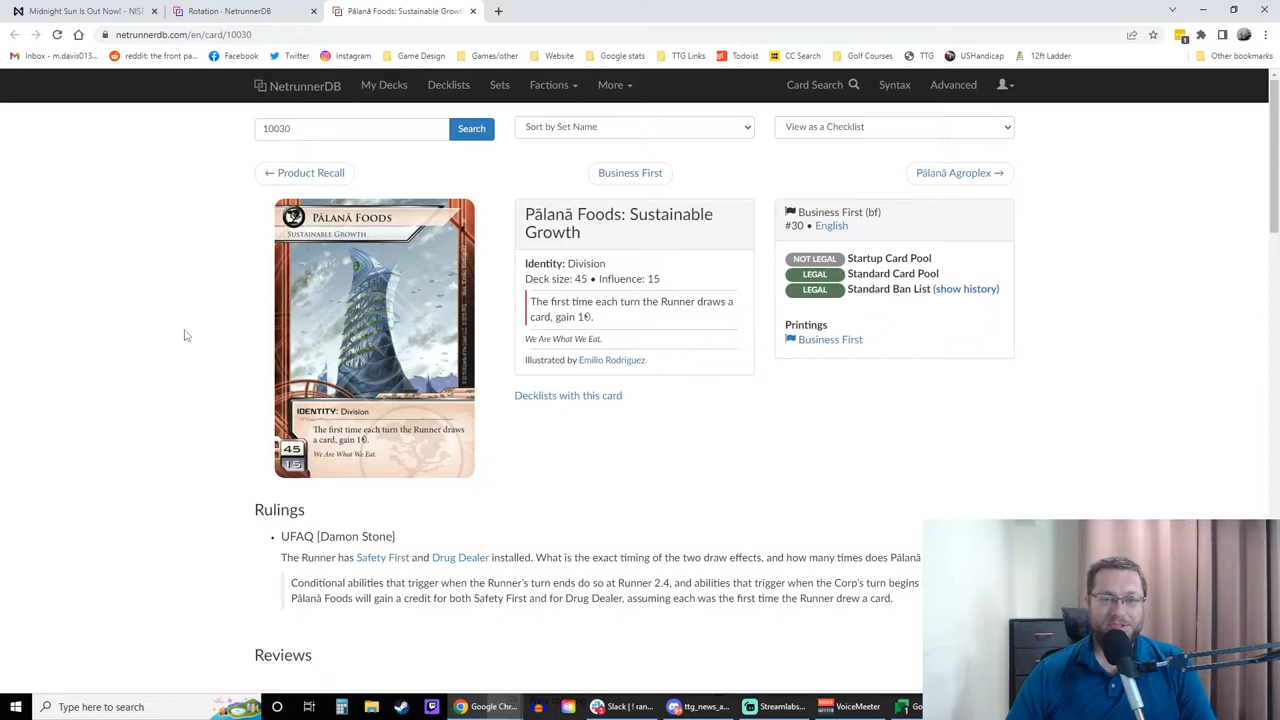 Midnight Sun Is Out Now! - NISE
Rotation · NetrunnerDB
Pālanā Foods: Sustainable Growth
netrunnerdb.com/en/card/10030
Inbox - m.davis013...
reddit: the front pa...
Facebook
Twitter
Instagram
Game Design
Games/other
Website
Google stats
TTG Links
Todoist
CC Search
Golf Courses
TTG
USHandicap
12ft Ladder
Other bookmarks
NetrunnerDB
My Decks
Decklists
Sets
Factions
More
Card Search
Syntax
Advanced
10030
Search
Sort by Set Name
View as a Checklist
← Product Recall
Business First
Pālanā Agroplex →
PĀLANĀ FOODS
SUSTAINABLE GROWTH
IDENTITY: Division
The first time each turn the Runner draws
a card, gain 1
We Are What We Eat.
45
15
Pālanā Foods: Sustainable
Growth
Identity: Division
Deck size: 45 • Influence: 15
The first time each turn the Runner draws a
card, gain 1.
We Are What We Eat.
Illustrated by Emilio Rodriguez
Decklists with this card
Business First (bf)
#30 • English
NOT LEGAL Startup Card Pool
LEGAL Standard Card Pool
LEGAL Standard Ban List (show history)
Printings
Business First
Rulings
• UFAQ [Damon Stone]
The Runner has Safety First and Drug Dealer installed. What is the exact timing of the two draw effects, and how many times does Pālanā
Conditional abilities that trigger when the Runner's turn ends do so at Runner 2.4, and abilities that trigger when the Corp's turn begins
Pālanā Foods will gain a credit for both Safety First and for Drug Dealer, assuming each was the first time the Runner drew a card.
Reviews
Type here to search
Google Chr...
Slack | ! ran...
ttg_news_a...
Streamlabs...
VoiceMeeter
Go